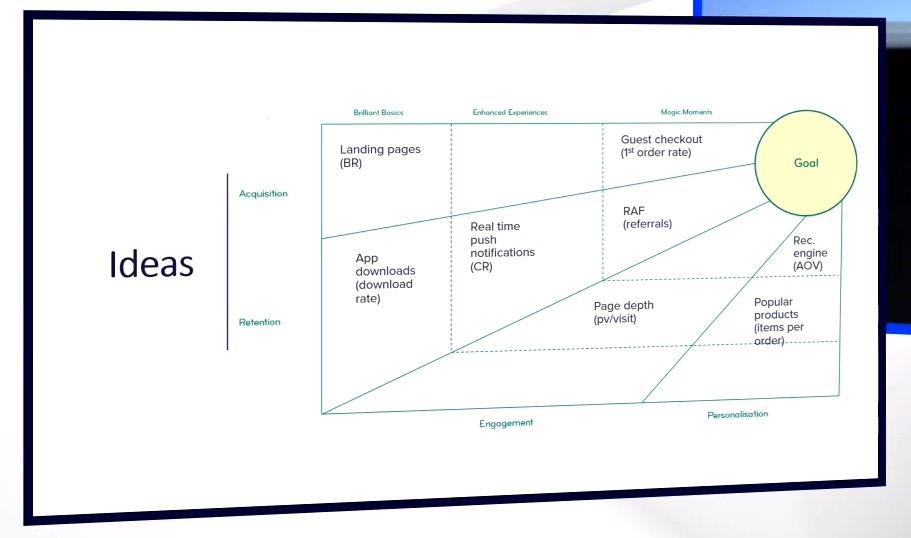 Ideas
Acquisition
Retention
Brilliant Basics
Enhanced Experiences
Magic Moments
Landing pages
(BR)
Guest checkout
(1st order rate)
Goal
App
downloads
(download
rate)
Real time
push
notifications
(CR)
RAF
(referrals)
Rec.
engine
(AOV)
Page depth
(pv/visit)
Popular
products
(items per
order)
Engagement
Personalisation